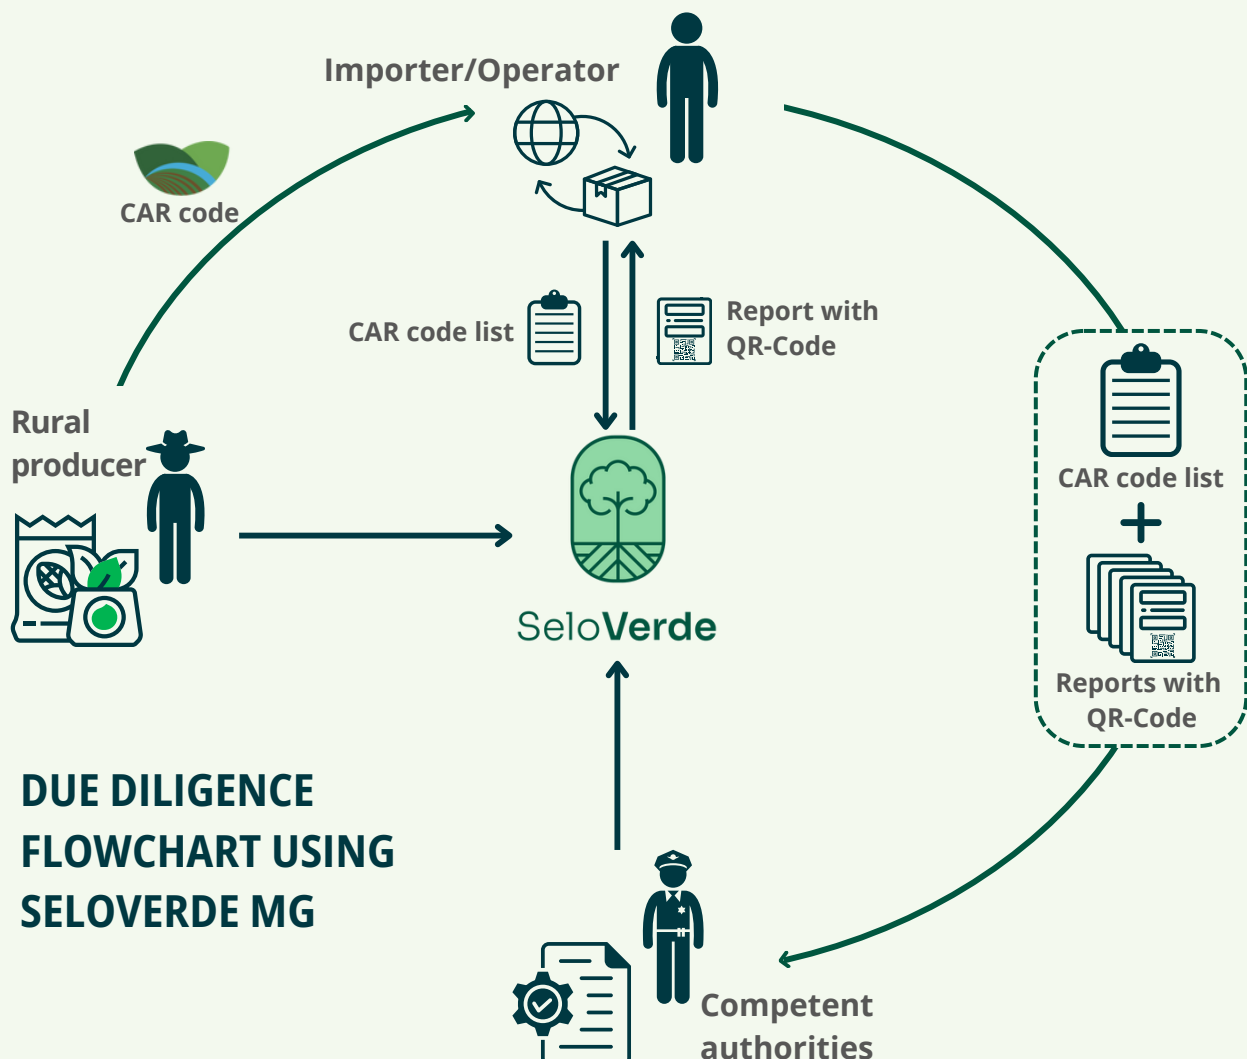 Importer/Operator
CAR code
CAR code list
Report with
QR-Code
Rural
producer
SeloVerde
CAR code list
Reports with
QR-Code
DUE DILIGENCE
FLOWCHART USING
SELOVERDE MG
Competent
authorities